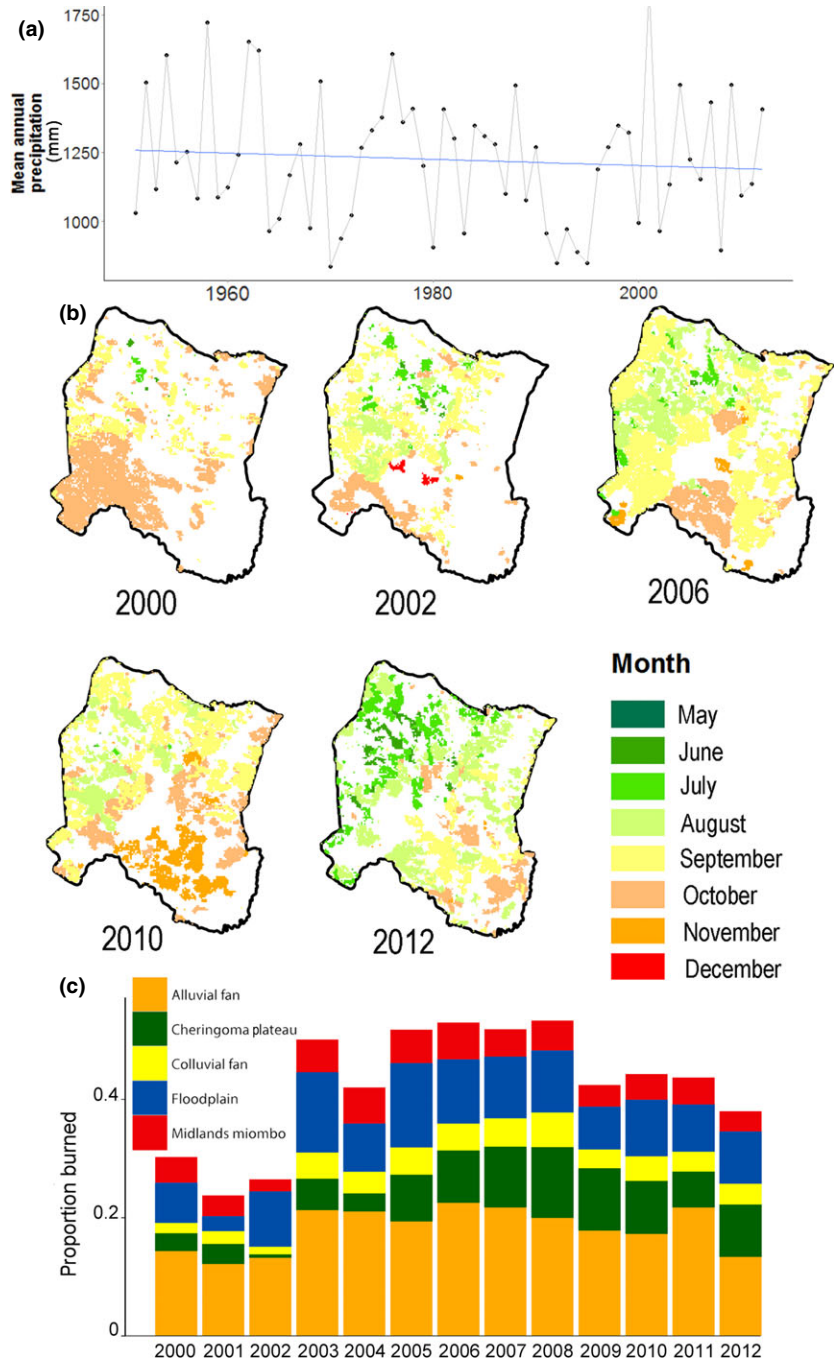 (a)
Mean annual
precipitation
(mm)
1750
1500
1250
1000
1960
1980
2000
(b)
2000
2002
2006
2010
2012
Month
May
June
July
August
September
October
November
December
(c)
Alluvial fan
Cheringoma plateau
Colluvial fan
Floodplain
Midlands miombo
Proportion burned
0.4
0.2
0
2000 2001 2002 2003 2004 2005 2006 2007 2008 2009 2010 2011 2012